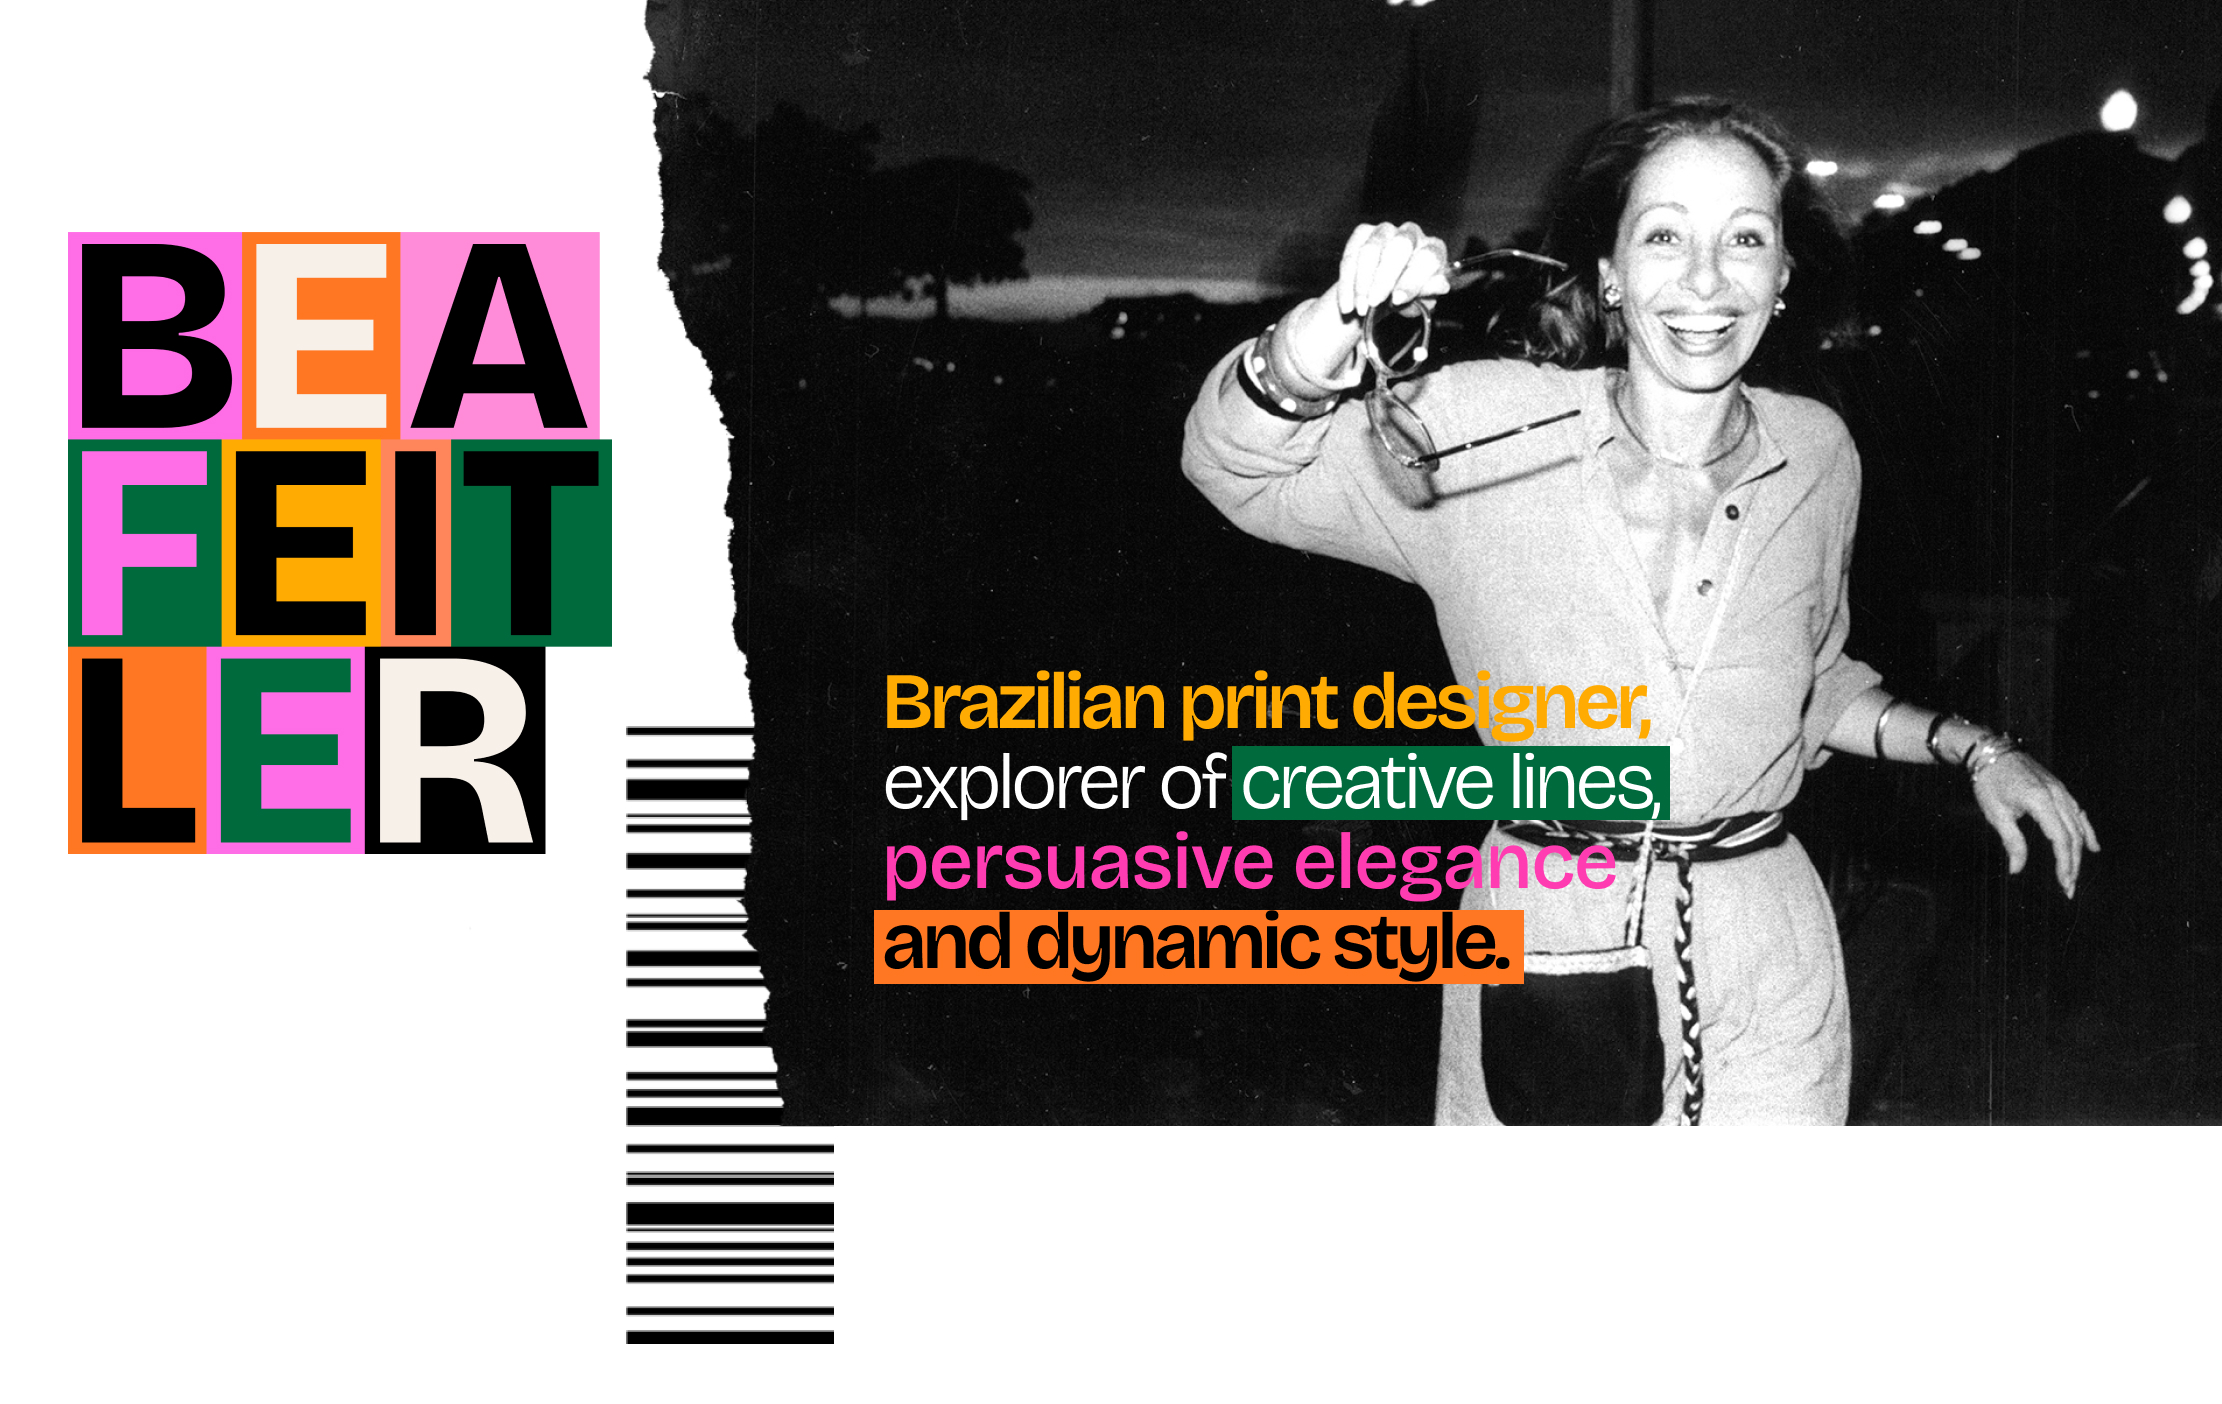 BEA
FEIT
LER
Brazilian print designer,
explorer of creative lines,
persuasive elegance
and dynamic style.